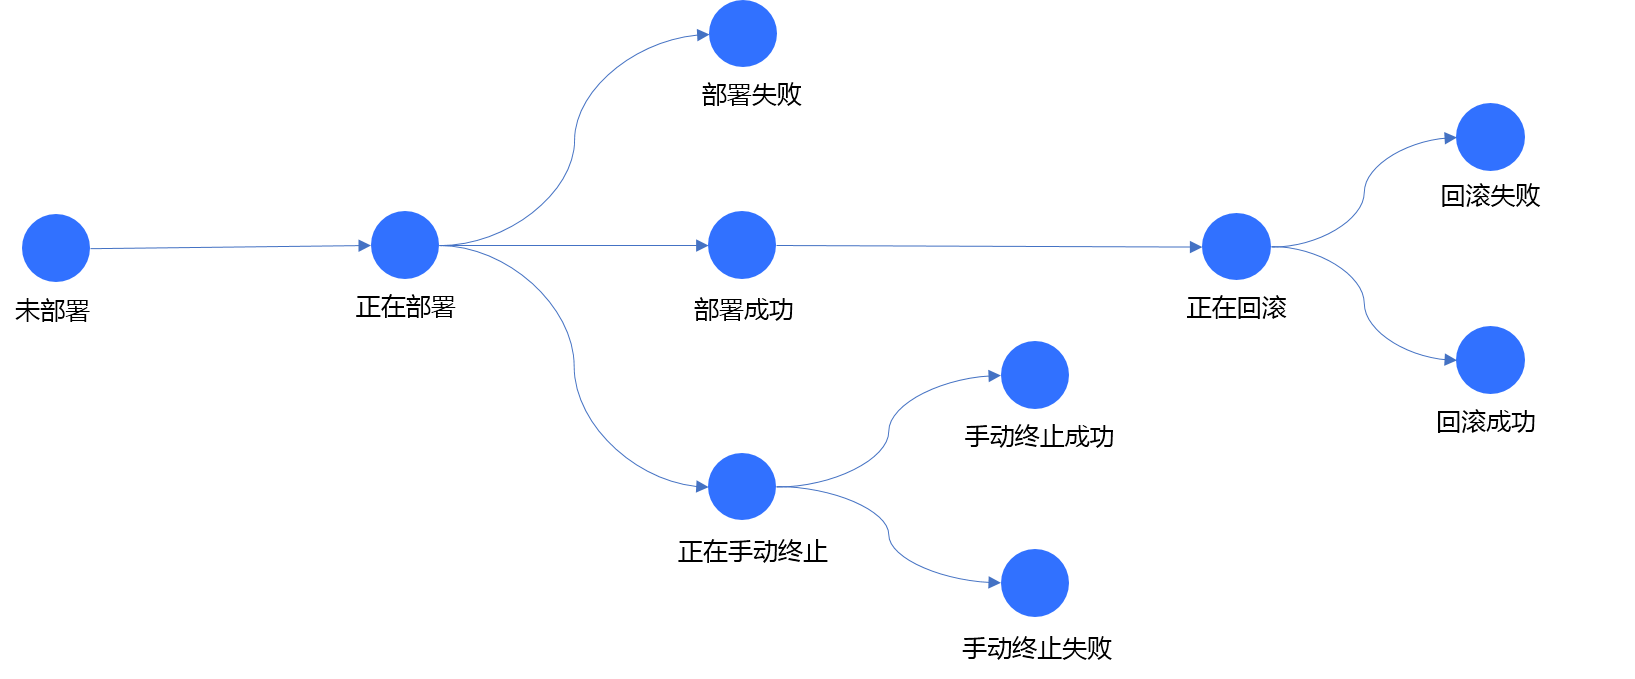 部署失败
回滚失败
未部署
正在部署
部署成功
正在回滚
手动终止成功
回滚成功
正在手动终止
手动终止失败